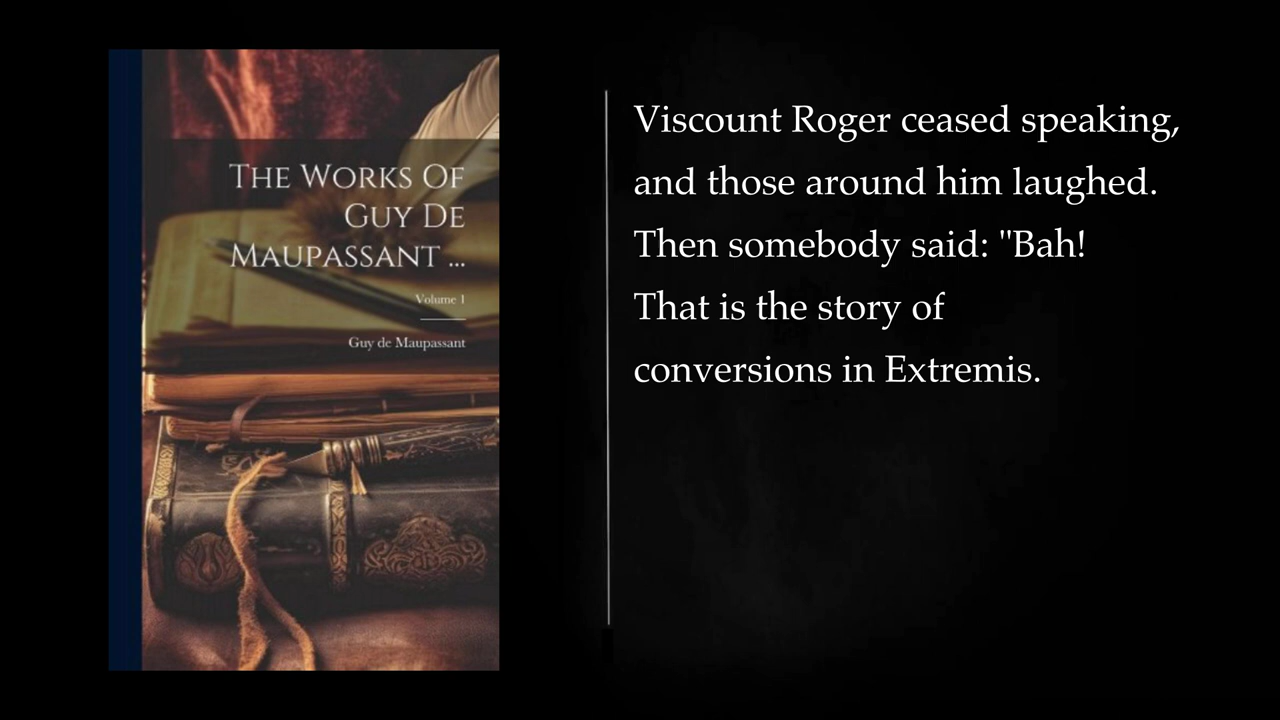 THE WORKS OF
GUY DE
MAUPASSANT ...
Volume 1
Guy de Maupassant
Viscount Roger ceased speaking,
and those around him laughed.
Then somebody said: "Bah!
That is the story of
conversions in Extremis.